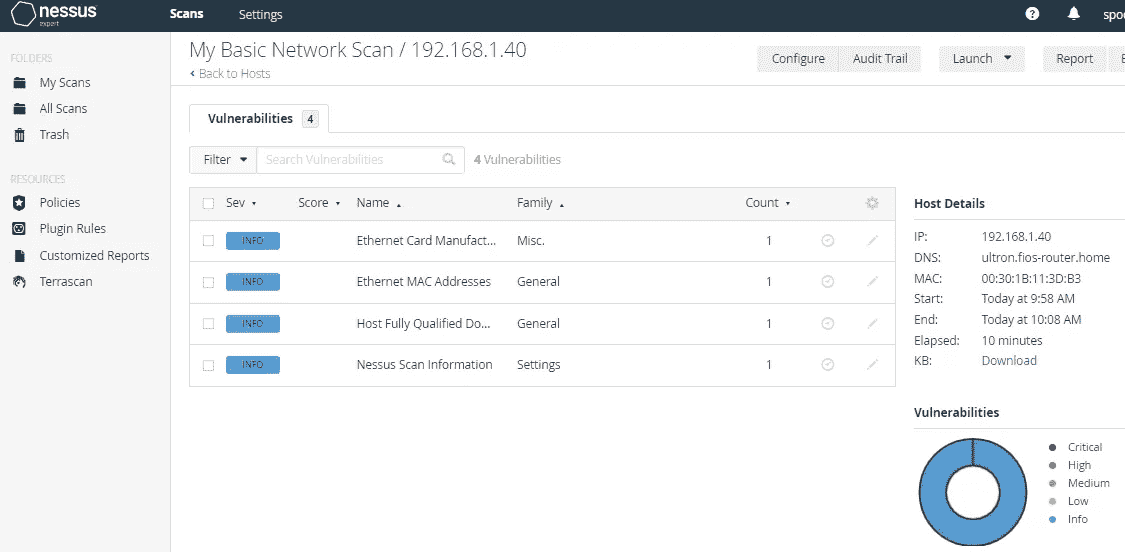 nessus
expert
Scans
Settings
spoo
FOLDERS
My Scans
All Scans
Trash
RESOURCES
Policies
Plugin Rules
Customized Reports
Terrascan
My Basic Network Scan / 192.168.1.40
Back to Hosts
Configure
Audit Trail
Launch
Report
E
Vulnerabilities 4
Filter
Search Vulnerabilities
4 Vulnerabilities
Sev Score Name Family Count
INFO Ethernet Card Manufact... Misc. 1
INFO Ethernet MAC Addresses General 1
INFO Host Fully Qualified Do... General 1
INFO Nessus Scan Information Settings 1
Host Details
IP: 192.168.1.40
DNS: ultron.fios-router.home
MAC: 00:30:1B:11:3D:B3
Start: Today at 9:58 AM
End: Today at 10:08 AM
Elapsed: 10 minutes
KB: Download
Vulnerabilities
Critical
High
Medium
Low
Info